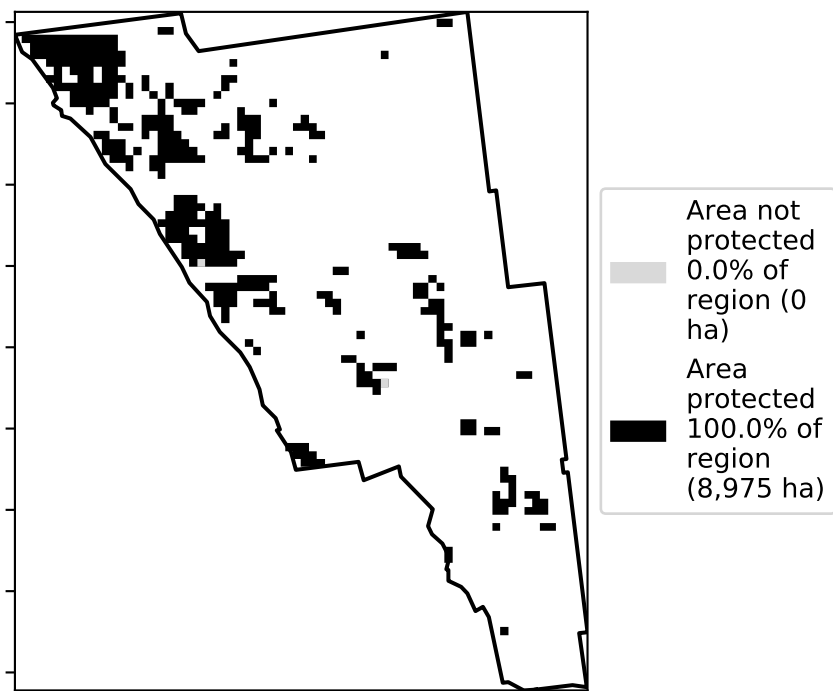 Area not
protected
0.0% of
region (0
ha)
Area
protected
100.0% of
region
(8,975 ha)